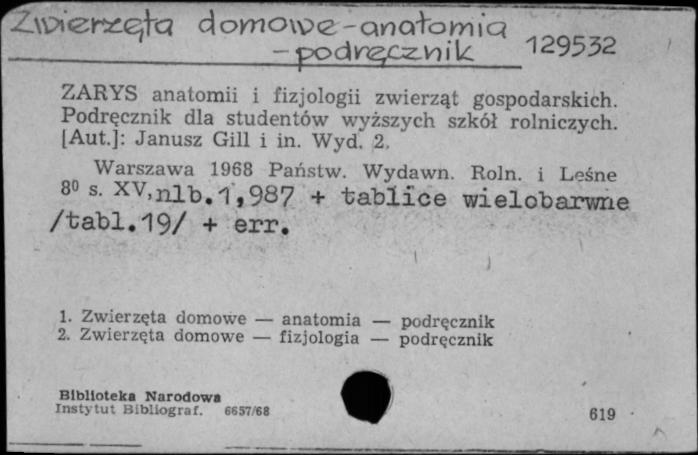 Zwierzęta domowe - anatomia
- podręcznik 129532
ZARYS anatomii i fizjologii zwierząt gospodarskich.
Podręcznik dla studentów wyższych szkół rolniczych.
[Aut.]: Janusz Gill i in. Wyd. 2.
Warszawa 1968 Państw. Wydawn. Roln. i Leśne
8⁰ s. XV, nlb. 1, 987 + tablice wielobarwne
/tabl. 19/ + err.
1. Zwierzęta domowe — anatomia — podręcznik
2. Zwierzęta domowe — fizjologia — podręcznik
Biblioteka Narodowa
Instytut Bibliograf. 6657/68
619